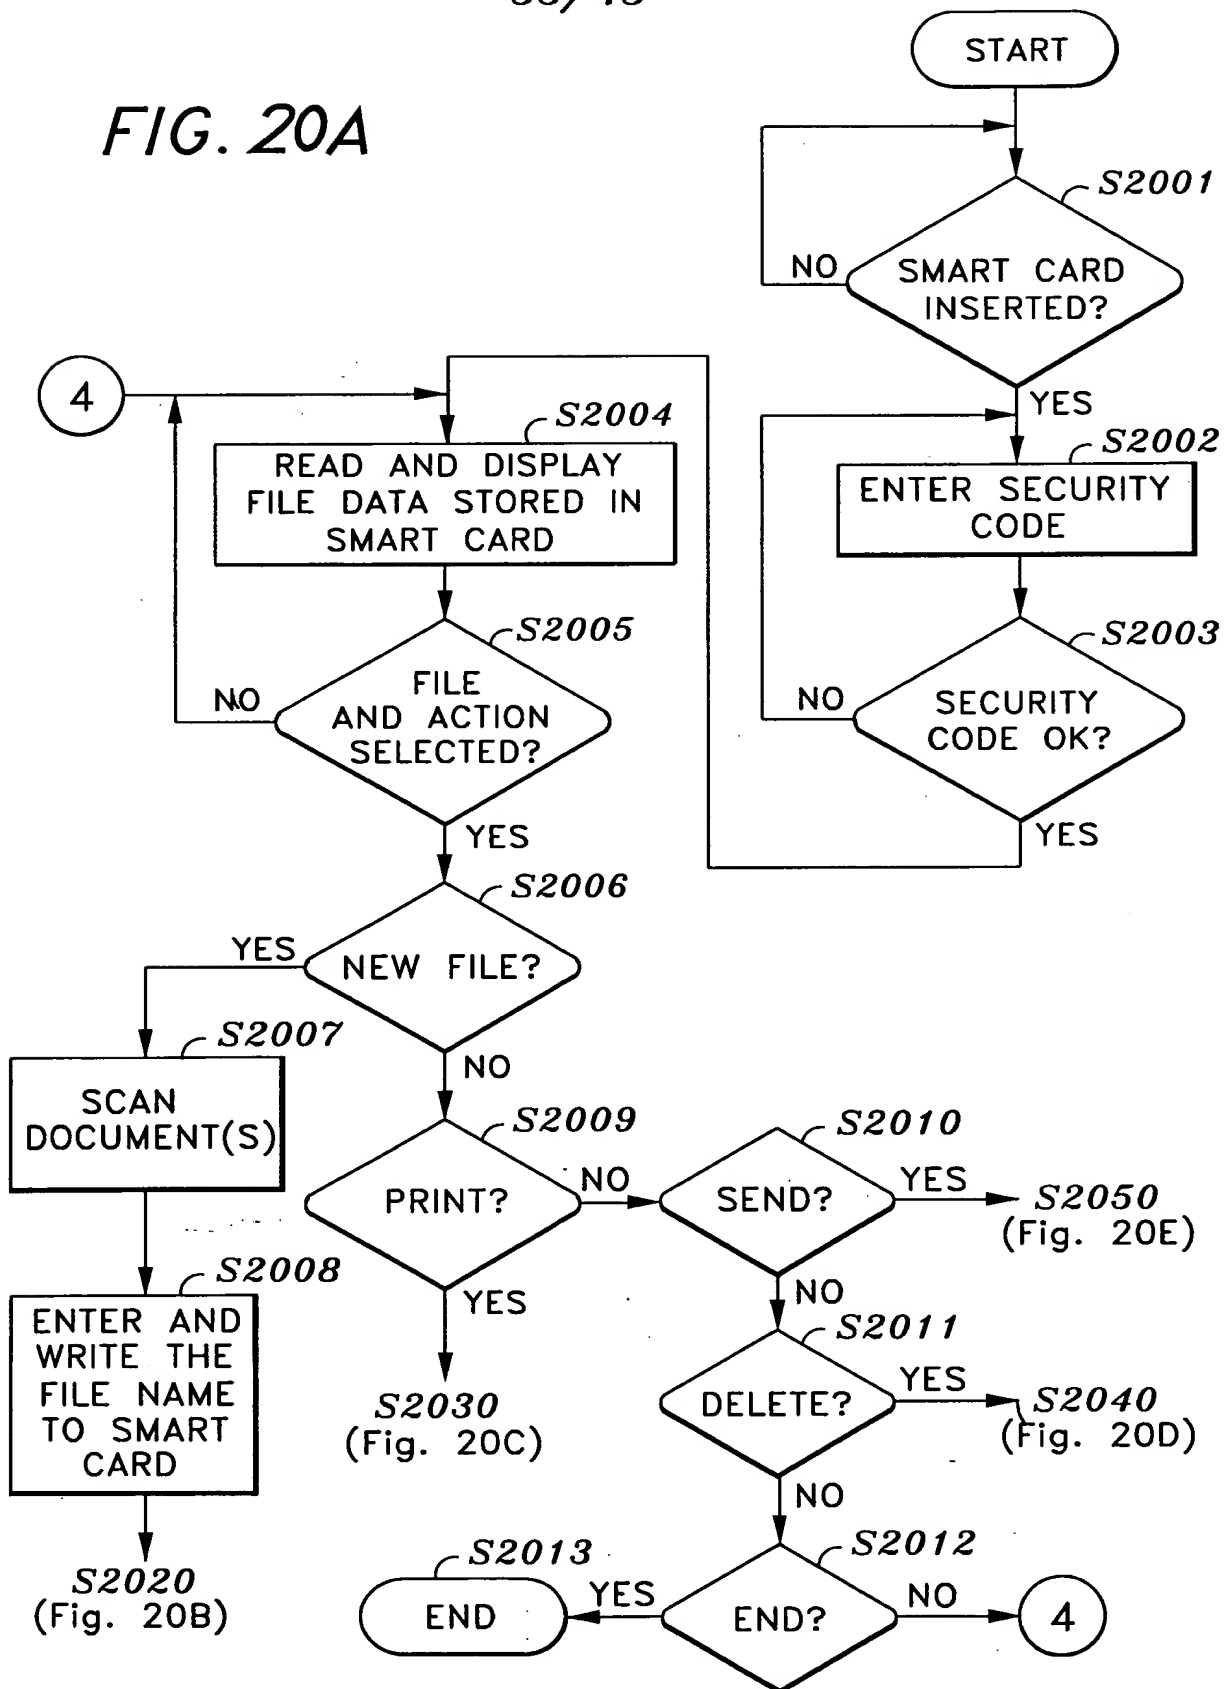 FIG. 20A
START
S2001
SMART CARD
INSERTED?
NO
YES
S2002
ENTER SECURITY
CODE
S2003
SECURITY
CODE OK?
NO
YES
4
S2004
READ AND DISPLAY
FILE DATA STORED IN
SMART CARD
S2005
FILE
AND ACTION
SELECTED?
NO
YES
S2006
NEW FILE?
YES
NO
S2007
SCAN
DOCUMENT(S)
S2008
ENTER AND
WRITE THE
FILE NAME
TO SMART
CARD
S2020
(Fig. 20B)
S2009
PRINT?
NO
YES
S2030
(Fig. 20C)
S2010
SEND?
YES
S2050
(Fig. 20E)
NO
S2011
DELETE?
YES
S2040
(Fig. 20D)
NO
S2012
END?
YES
S2013
END
NO
4